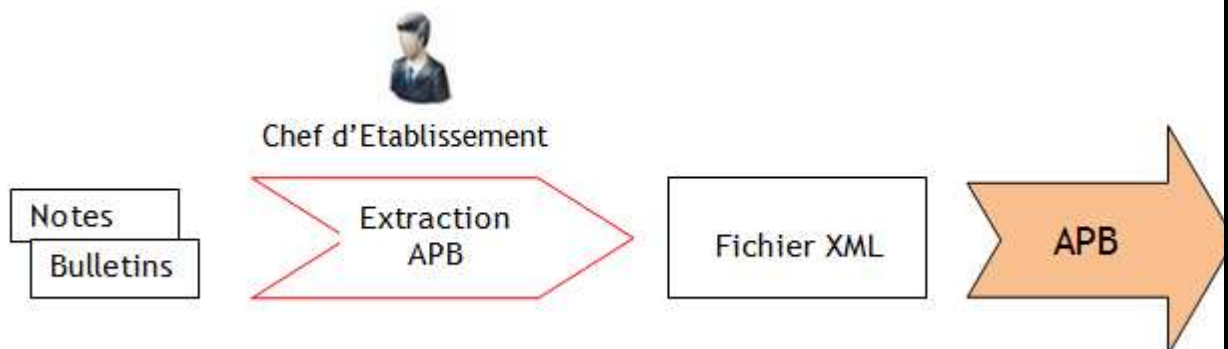 Chef d'Etablissement
Notes
Bulletins
Extraction
APB
Fichier XML
APB